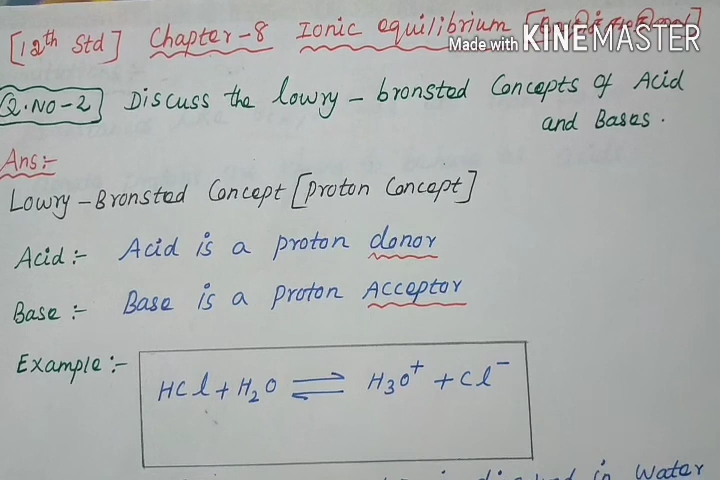 [12th Std] Chapter-8 Ionic equilibrium
Made with KINEMASTER
Q.NO-2 Discuss the lowry - bronsted Concepts of Acid
and Bases.
Ans:-
Lowry - Bronsted Concept [proton Concept]
Acid :- Acid is a proton donor
Base :- Base is a proton Acceptor
Example :-
HCl + H₂O ⇌ H₃O⁺ + Cl⁻
in water